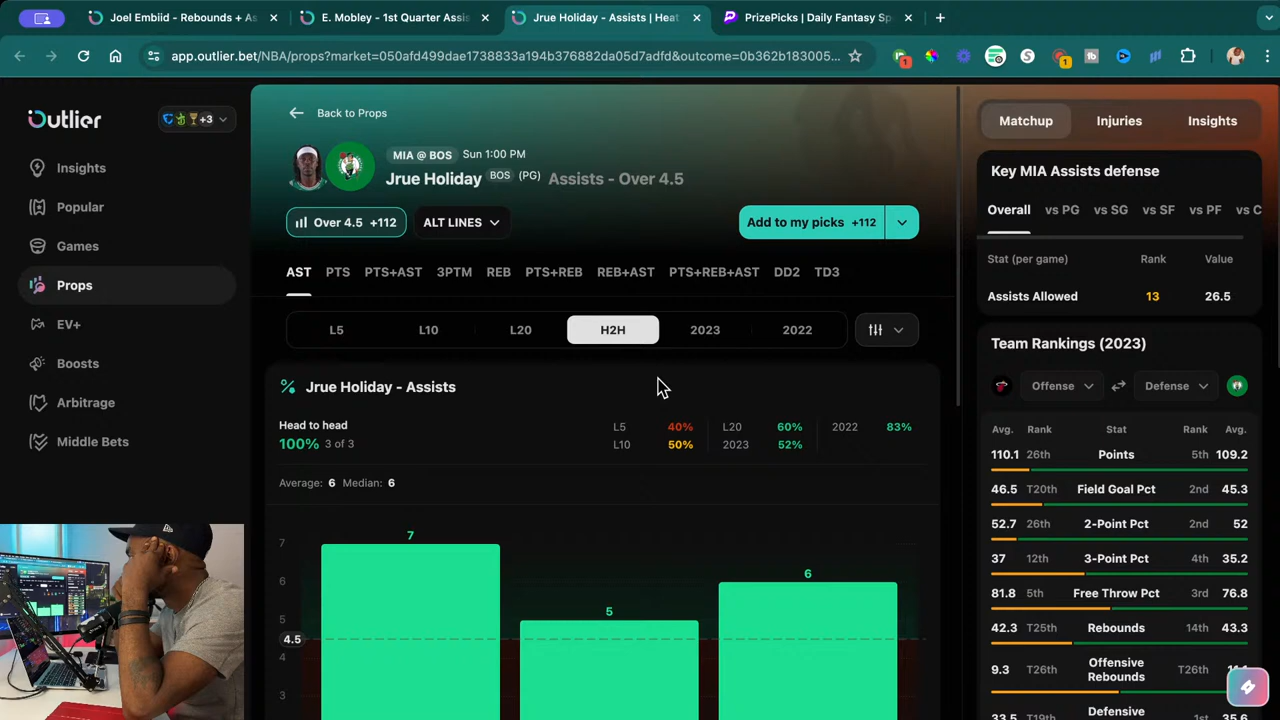 Joel Embiid - Rebounds + As
E. Mobley - 1st Quarter Assis
Jrue Holiday - Assists | Heat
PrizePicks | Daily Fantasy Sp
app.outlier.bet/NBA/props?market=050afd499dae1738833a194b376882da05d7adfd&outcome=0b362b183005...
Outlier
+3
Insights
Popular
Games
Props
EV+
Boosts
Arbitrage
Middle Bets
Back to Props
MIA @ BOS Sun 1:00 PM
Jrue Holiday BOS (PG) Assists - Over 4.5
Over 4.5 +112
ALT LINES
Add to my picks +112
AST PTS PTS+AST 3PTM REB PTS+REB REB+AST PTS+REB+AST DD2 TD3
L5 L10 L20 H2H 2023 2022
Jrue Holiday - Assists
Head to head
100% 3 of 3
L5 40% L20 60% 2022 83%
L10 50% 2023 52%
Average: 6 Median: 6
7
6
5
4.5
4
3
7
5
6
Matchup Injuries Insights
Key MIA Assists defense
Overall vs PG vs SG vs SF vs PF vs C
Stat (per game) Rank Value
Assists Allowed 13 26.5
Team Rankings (2023)
Offense Defense
Avg. Rank Stat Rank Avg.
110.1 26th Points 5th 109.2
46.5 T20th Field Goal Pct 2nd 45.3
52.7 26th 2-Point Pct 2nd 52
37 12th 3-Point Pct 4th 35.2
81.8 5th Free Throw Pct 3rd 76.8
42.3 T25th Rebounds 14th 43.3
9.3 T26th Offensive Rebounds T26th
33.5 T19th Defensive 1st 35.6